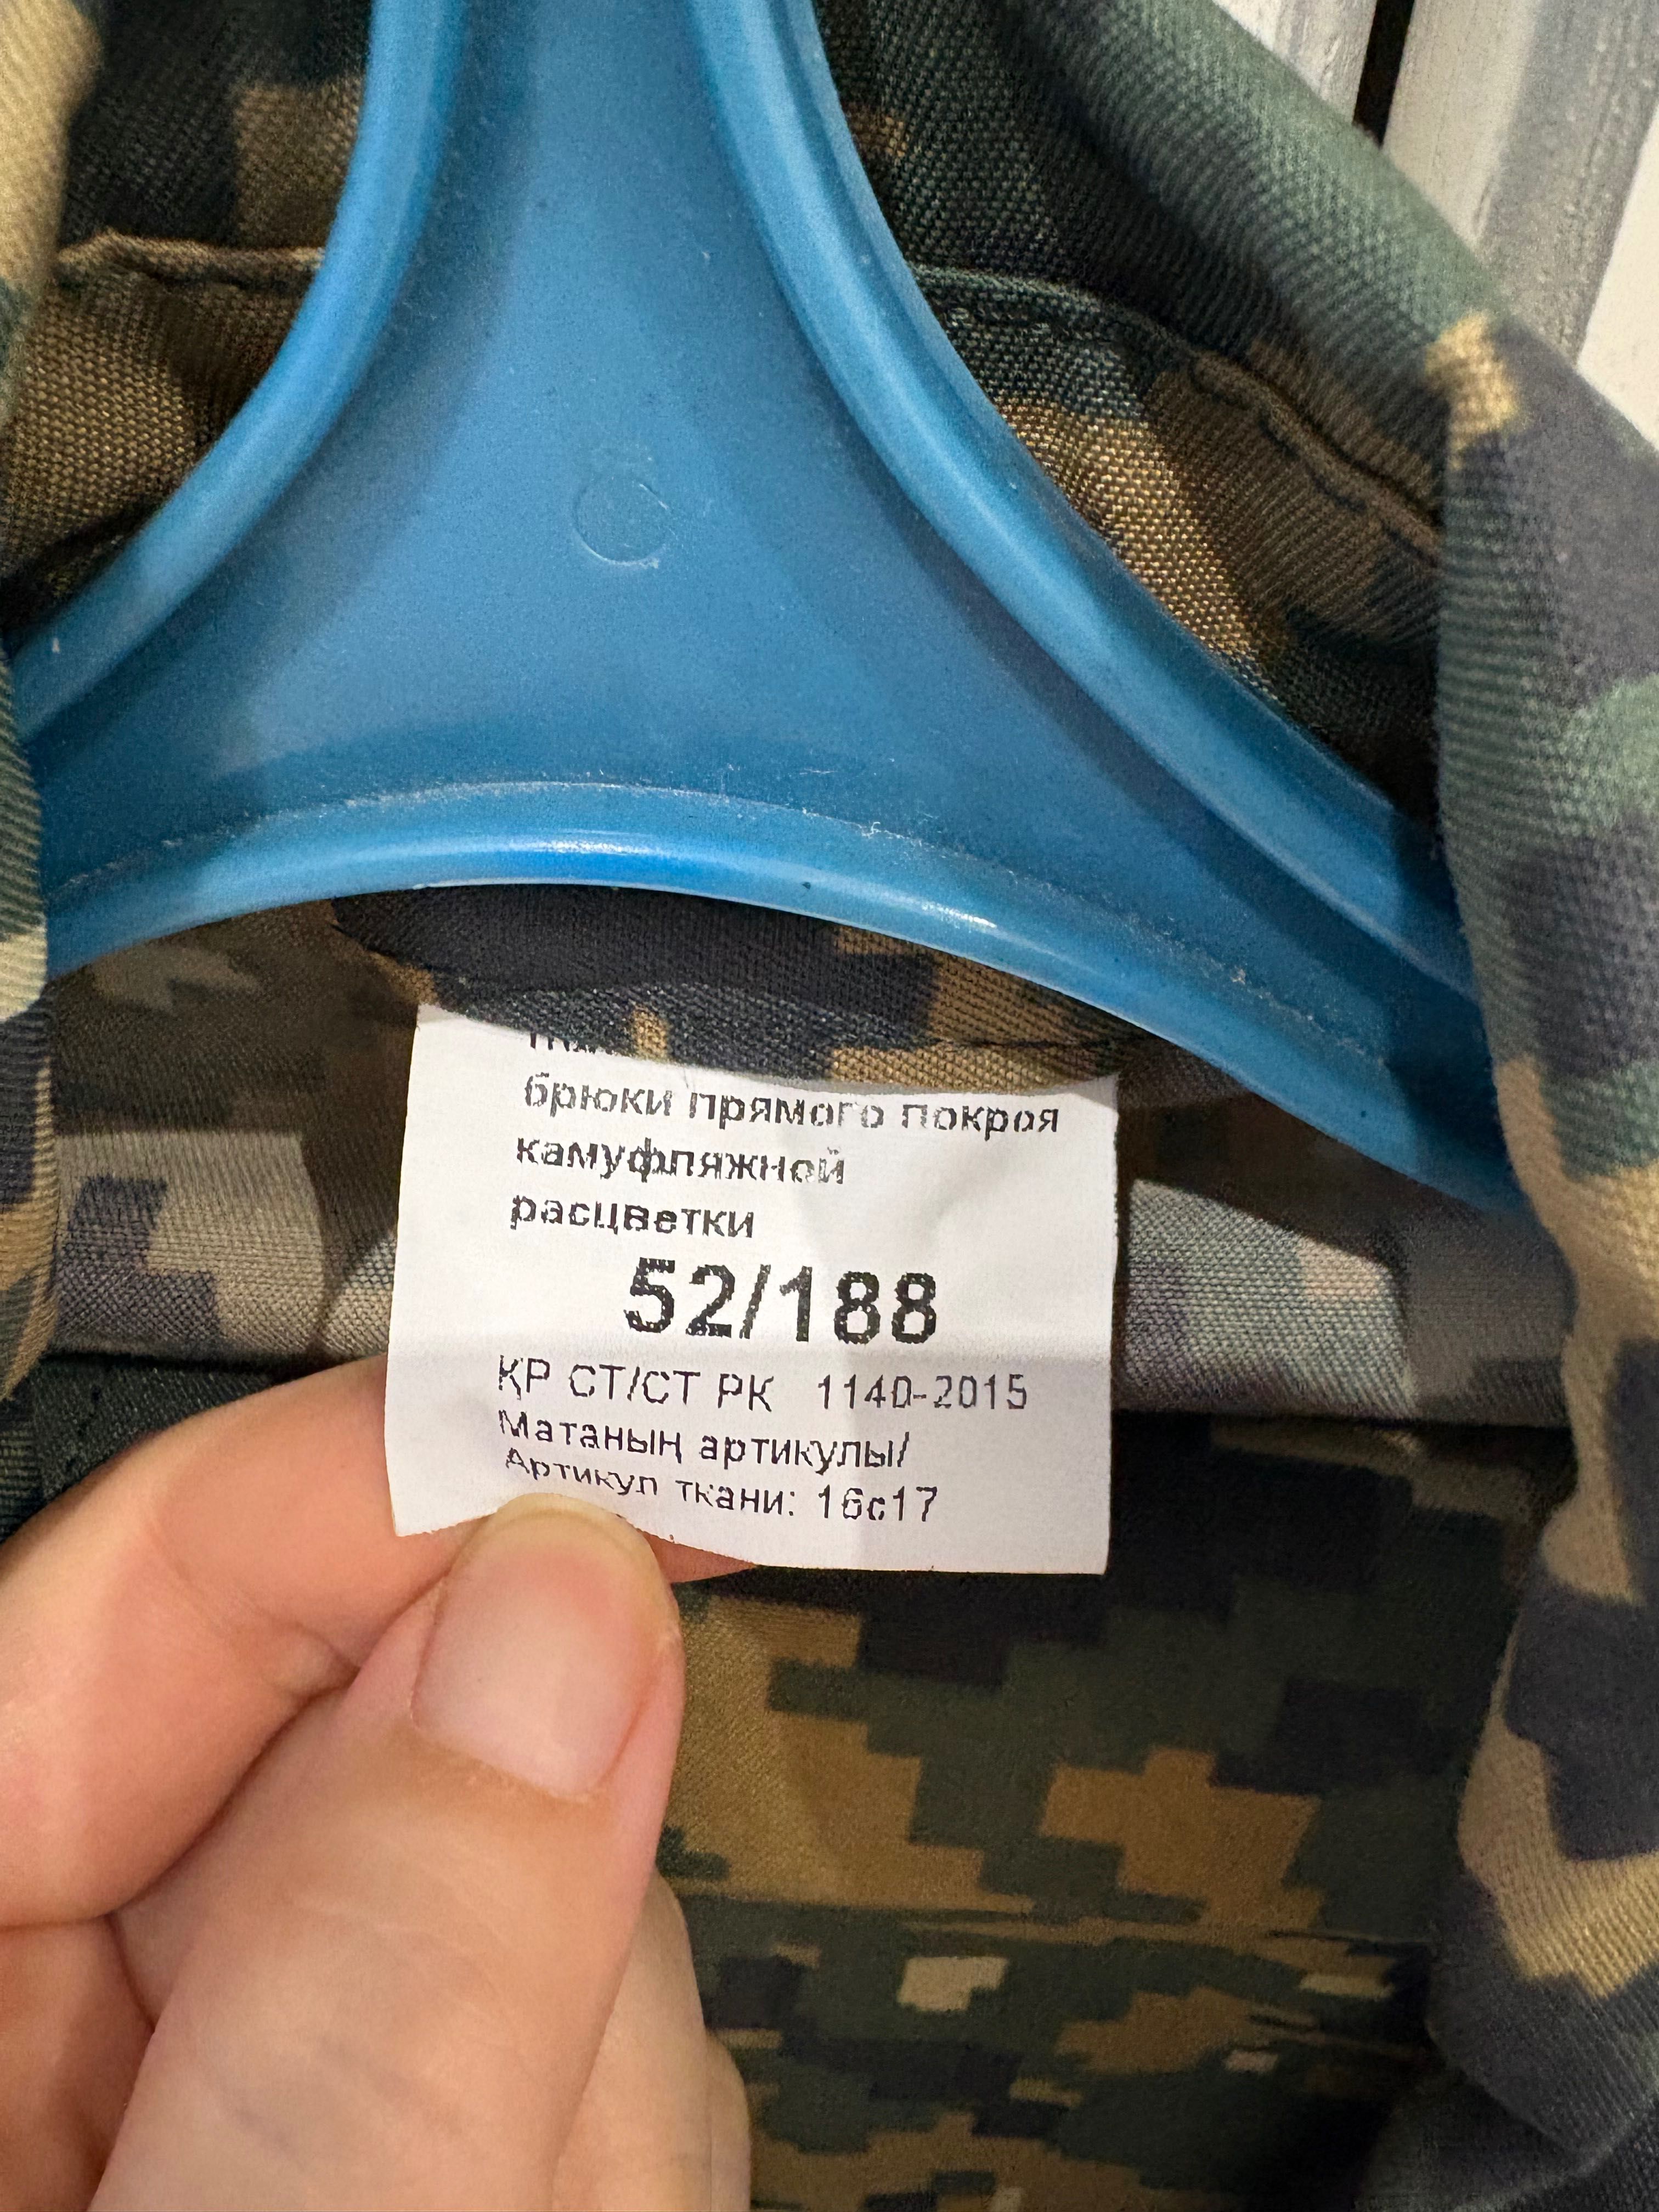 брюки прямого покроя
камуфляжной
расцветки
52/188
ҚР СТ/СТ РК 1140-2015
Матаның артикулы/
Артикул ткани: 16с17